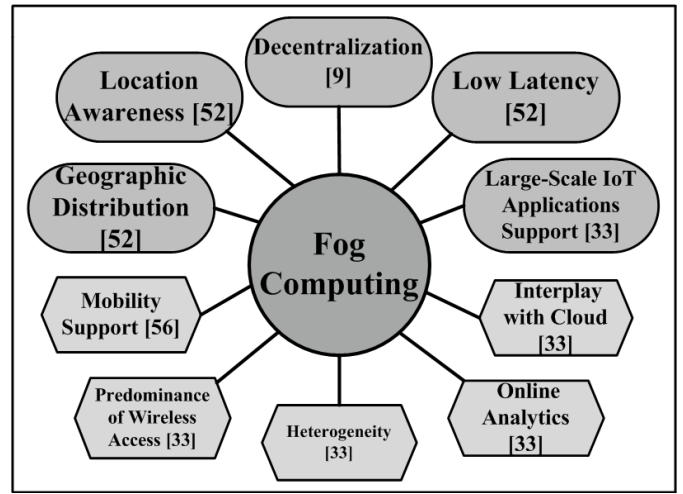 Decentralization
[9]
Location
Awareness [52]
Low Latency
[52]
Geographic
Distribution
[52]
Large-Scale IoT
Applications
Support [33]
Fog
Computing
Mobility
Support [56]
Interplay
with Cloud
[33]
Predominance
of Wireless
Access [33]
Heterogeneity
[33]
Online
Analytics
[33]